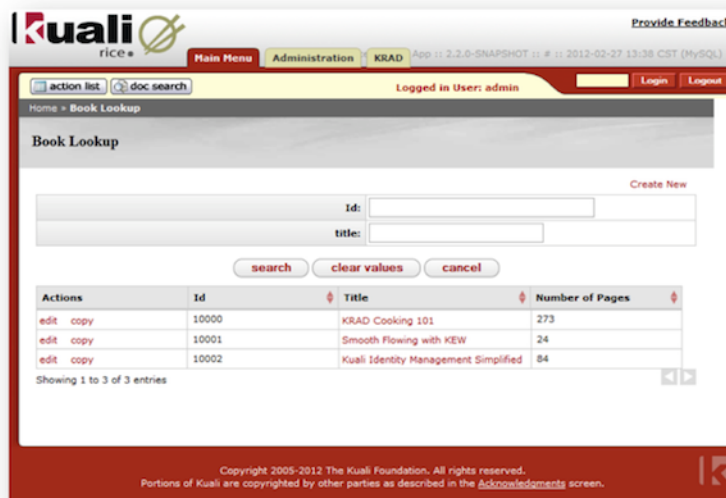 Kuali
rice
Provide Feedback
Main Menu Administration KRAD App :: 2.2.0-SNAPSHOT :: # :: 2012-02-27 13:38 CST (MySQL)
action list doc search Logged in User: admin Login Logout
Home » Book Lookup
Book Lookup
Create New
Id:
title:
search clear values cancel
Actions Id Title Number of Pages
edit copy 10000 KRAD Cooking 101 273
edit copy 10001 Smooth Flowing with KEW 24
edit copy 10002 Kuali Identity Management Simplified 84
Showing 1 to 3 of 3 entries
Copyright 2005-2012 The Kuali Foundation. All rights reserved.
Portions of Kuali are copyrighted by other parties as described in the Acknowledgments screen.